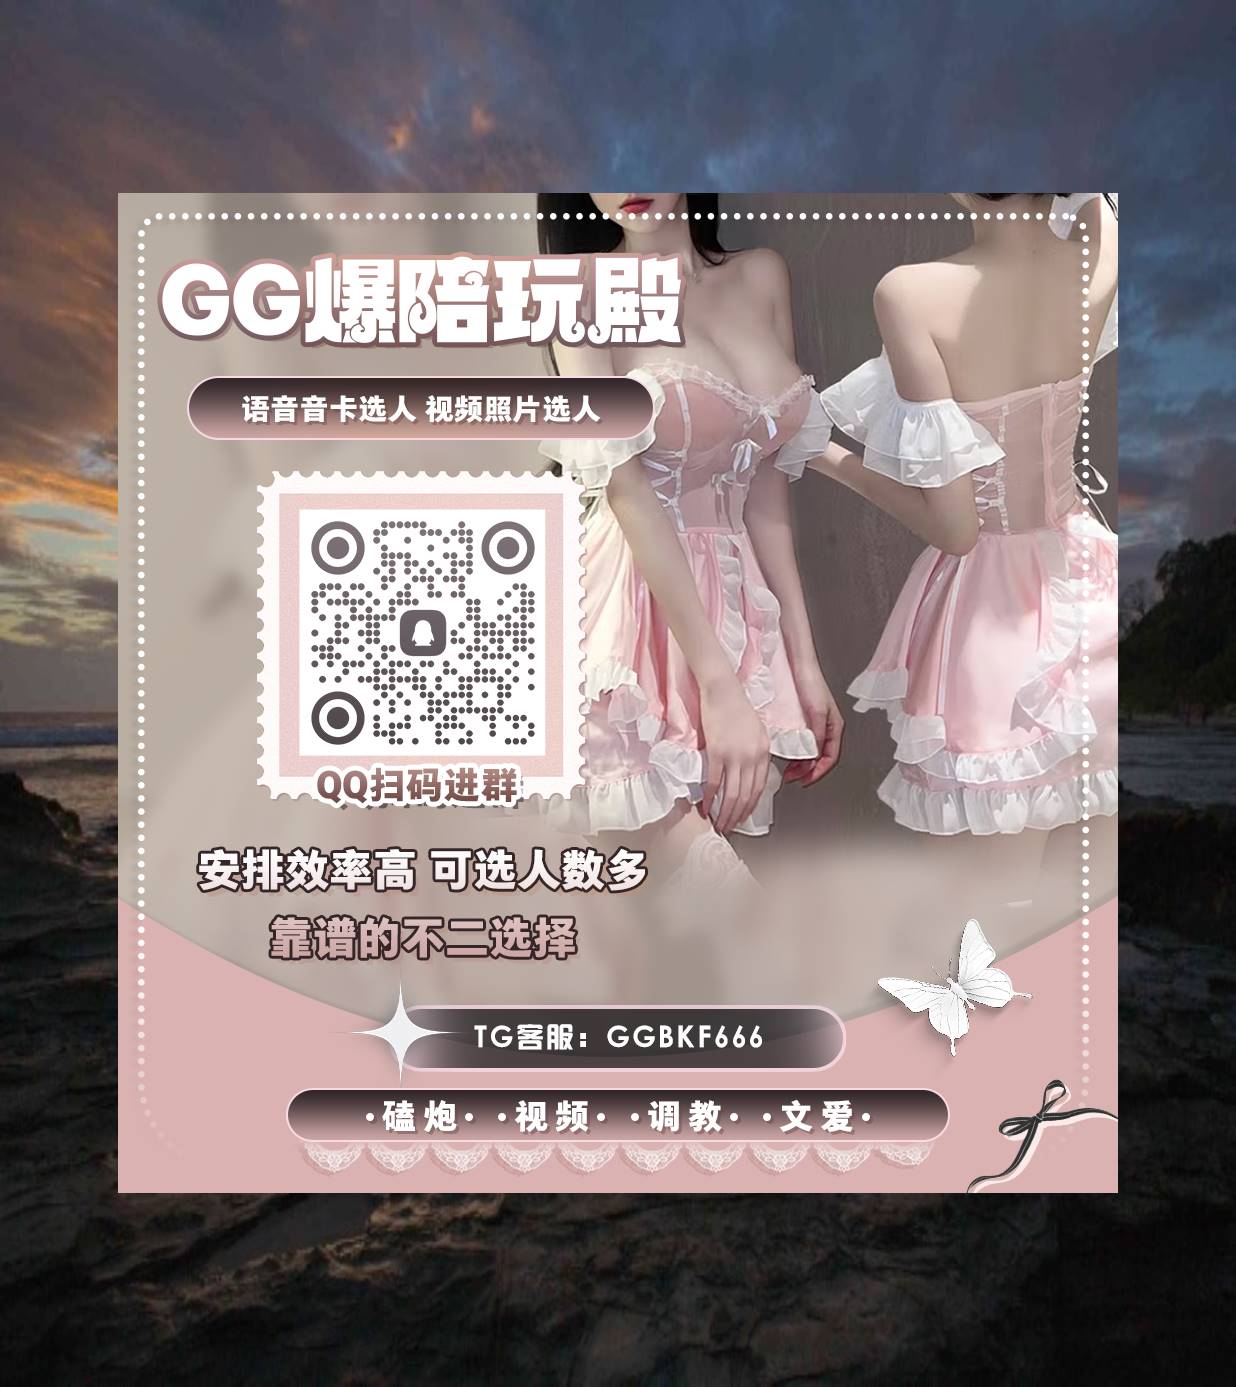 GG爆陪玩殿
语音音卡选人 视频照片选人
QQ扫码进群
安排效率高 可选人数多
靠谱的不二选择
TG客服：GGBKF666
·磕炮· ·视频· ·调教· ·文爱·